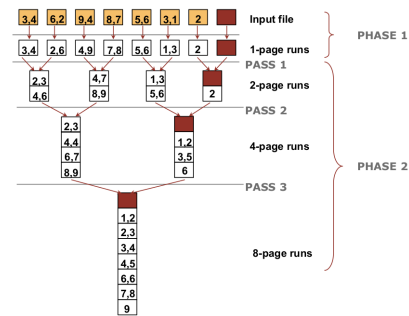 3,4 6,2 9,4 8,7 5,6 3,1 2 Input file
PHASE 1
3,4 2,6 4,9 7,8 5,6 1,3 2 1-page runs
PASS 1
2,3 4,7 1,3
4,6 8,9 5,6 2
2-page runs
PASS 2
2,3
4,4 1,2
6,7 3,5
8,9 6
4-page runs
PHASE 2
PASS 3
1,2
2,3
3,4
4,5
8-page runs
6,6
7,8
9